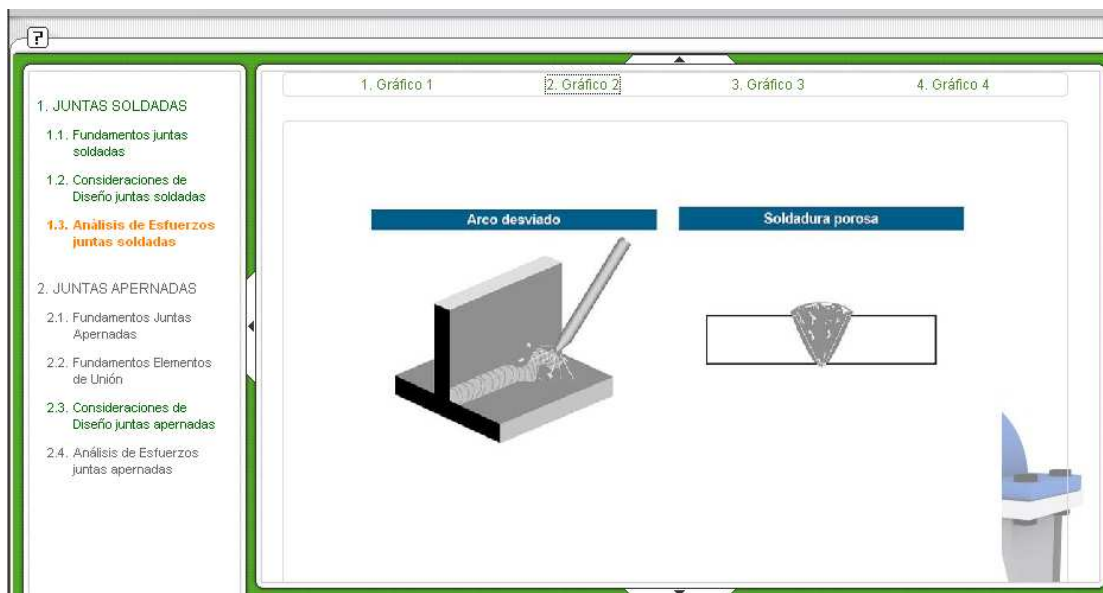 ?
1. JUNTAS SOLDADAS
1.1. Fundamentos juntas
soldadas
1.2. Consideraciones de
Diseño juntas soldadas
1.3. Análisis de Esfuerzos
juntas soldadas
2. JUNTAS APERNADAS
2.1. Fundamentos Juntas
Apernadas
2.2. Fundamentos Elementos
de Unión
2.3. Consideraciones de
Diseño juntas apernadas
2.4. Análisis de Esfuerzos
juntas apernadas
1. Gráfico 1 2. Gráfico 2 3. Gráfico 3 4. Gráfico 4
Arco desviado
Soldadura porosa